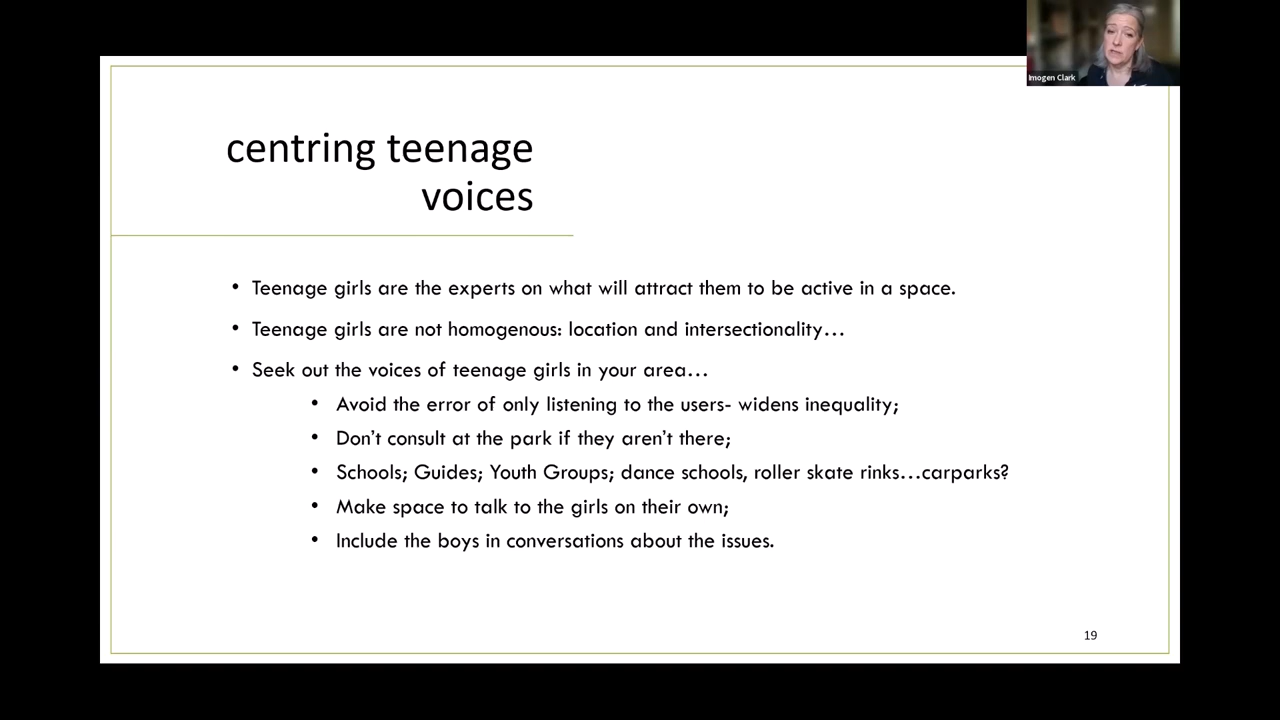 Imogen Clark
centring teenage
voices
• Teenage girls are the experts on what will attract them to be active in a space.
• Teenage girls are not homogenous: location and intersectionality…
• Seek out the voices of teenage girls in your area…
• Avoid the error of only listening to the users- widens inequality;
• Don’t consult at the park if they aren’t there;
• Schools; Guides; Youth Groups; dance schools, roller skate rinks…carparks?
• Make space to talk to the girls on their own;
• Include the boys in conversations about the issues.
19